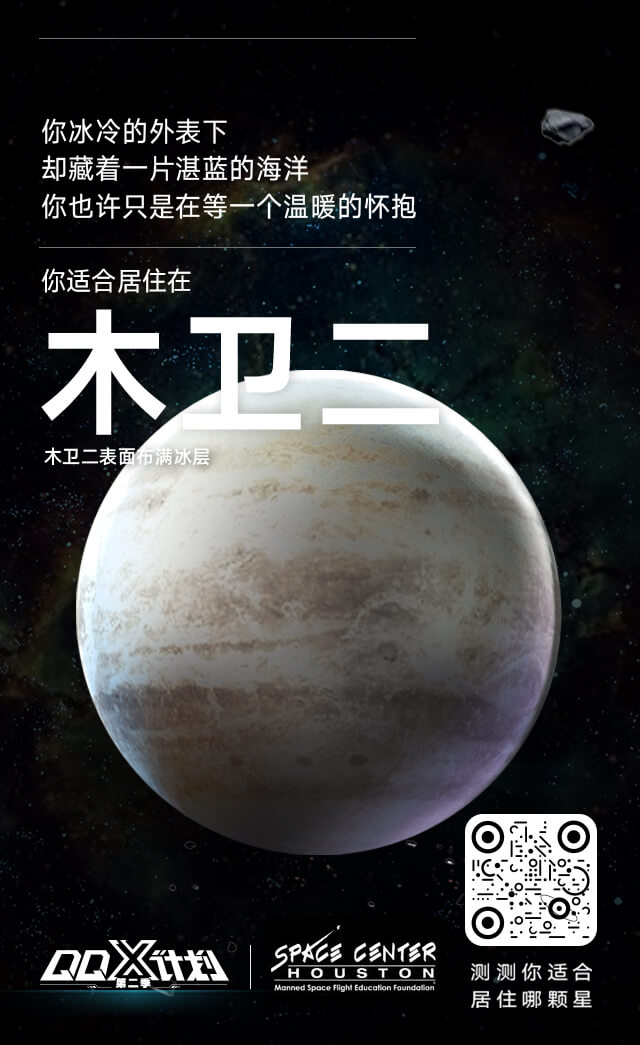 你冰冷的外表下
却藏着一片湛蓝的海洋
你也许只是在等一个温暖的怀抱
你适合居住在
木卫二
木卫二表面布满冰层
QQX计划
第二季
SPACE CENTER
HOUSTON
Manned Space Flight Education Foundation
测测你适合
居住哪颗星